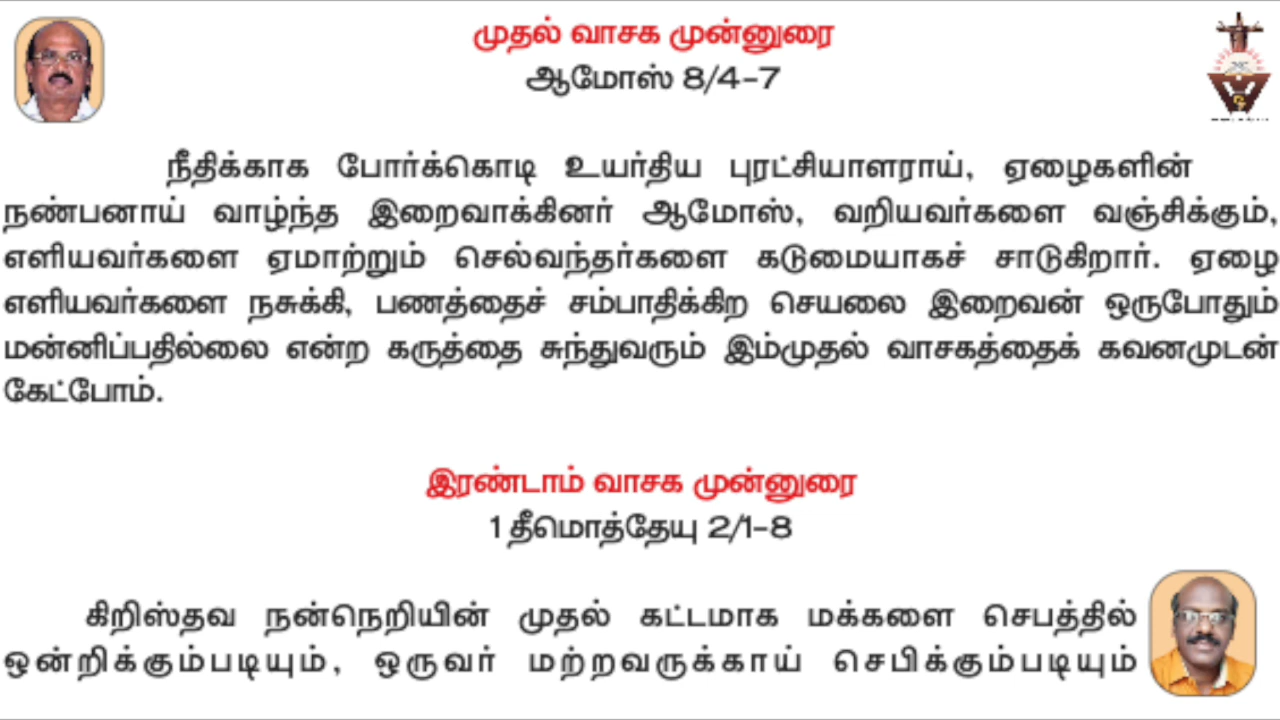 முதல் வாசக முன்னுரை
ஆமோஸ் 8/4-7
நீதிக்காக போர்க்கொடி உயர்திய புரட்சியாளராய், ஏழைகளின்
நண்பனாய் வாழ்ந்த இறைவாக்கினர் ஆமோஸ், வறியவர்களை வஞ்சிக்கும்,
எளியவர்களை ஏமாற்றும் செல்வந்தர்களை கடுமையாகச் சாடுகிறார். ஏழை
எளியவர்களை நசுக்கி, பணத்தைச் சம்பாதிக்கிற செயலை இறைவன் ஒருபோதும்
மன்னிப்பதில்லை என்ற கருத்தை சுந்துவரும் இம்முதல் வாசகத்தைக் கவனமுடன்
கேட்போம்.
இரண்டாம் வாசக முன்னுரை
1 தீமொத்தேயு 2/1-8
கிறிஸ்தவ நன்நெறியின் முதல் கட்டமாக மக்களை செபத்தில்
ஒன்றிக்கும்படியும், ஒருவர் மற்றவருக்காய் செபிக்கும்படியும்